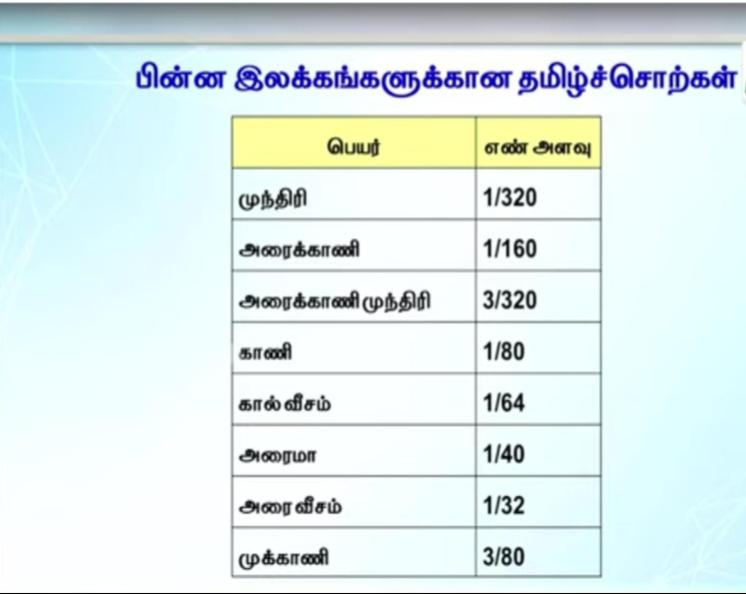 பின்ன இலக்கங்களுக்கான தமிழ்ச்சொற்கள்
பெயர் எண் அளவு
முந்திரி 1/320
அரைக்காணி 1/160
அரைக்காணி முந்திரி 3/320
காணி 1/80
கால் வீசம் 1/64
அரைமா 1/40
அரை வீசம் 1/32
முக்காணி 3/80